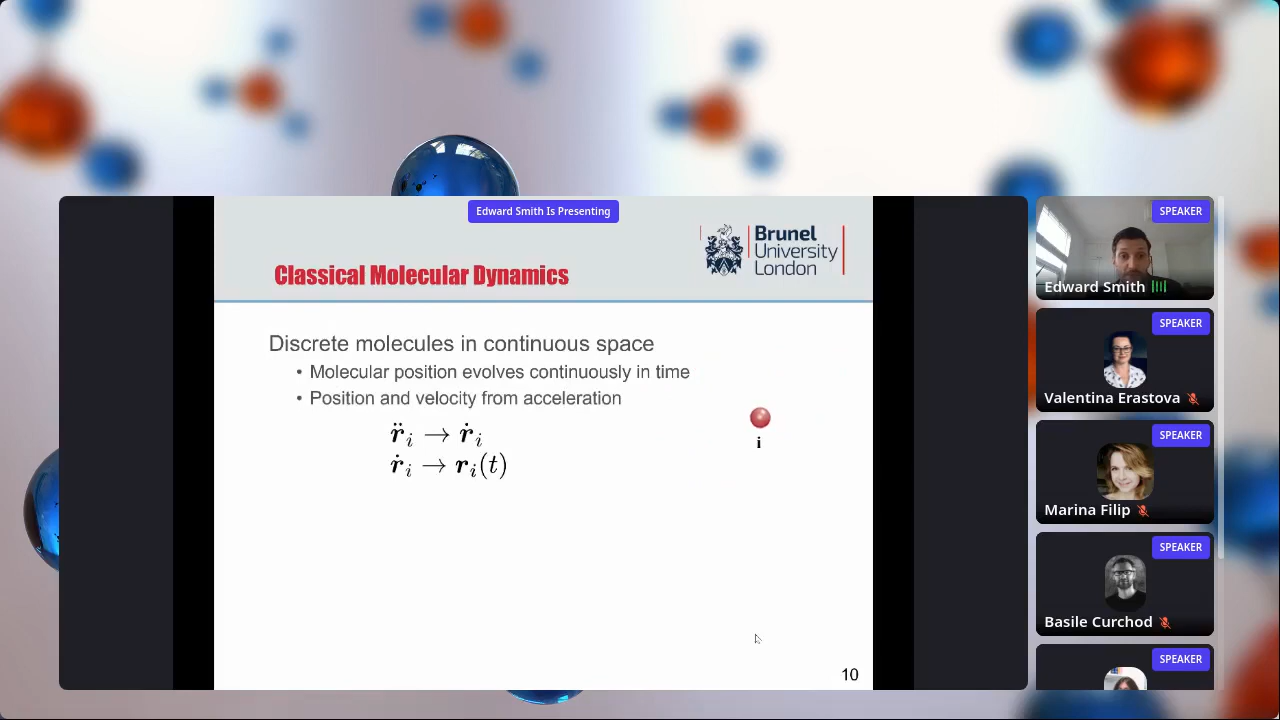 Edward Smith Is Presenting
Brunel
University
London
Classical Molecular Dynamics
Discrete molecules in continuous space
• Molecular position evolves continuously in time
• Position and velocity from acceleration
r̈ᵢ → ṙᵢ
ṙᵢ → rᵢ(t)
i
10
SPEAKER
Edward Smith
SPEAKER
Valentina Erastova
SPEAKER
Marina Filip
SPEAKER
Basile Curchod
SPEAKER